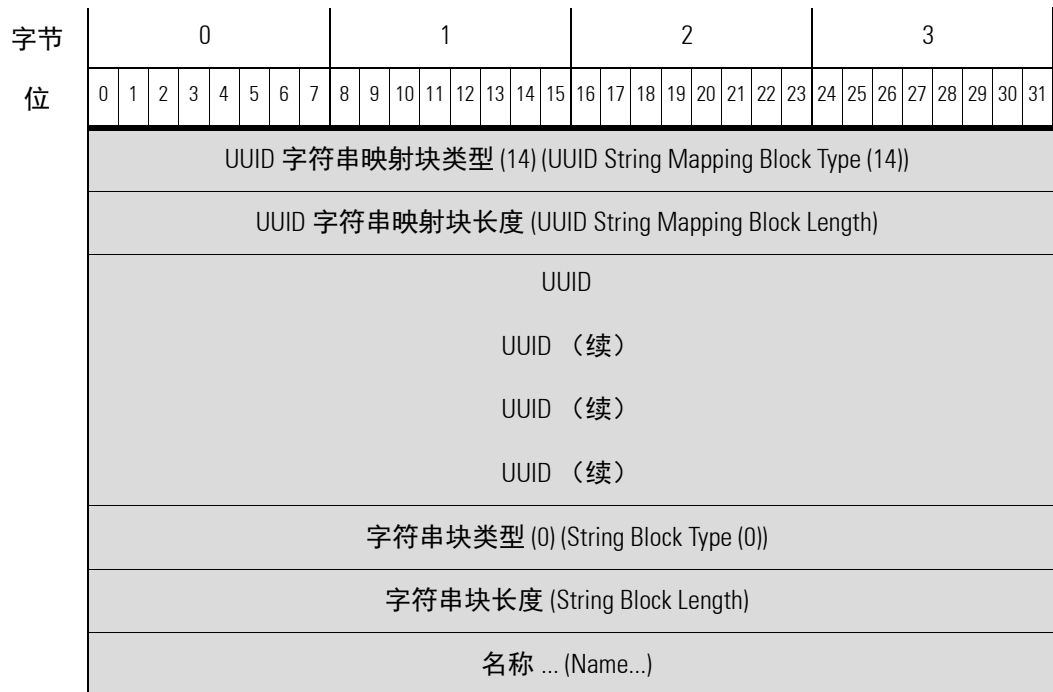 字节 0 1 2 3
位 0 1 2 3 4 5 6 7 8 9 10 11 12 13 14 15 16 17 18 19 20 21 22 23 24 25 26 27 28 29 30 31
UUID 字符串映射块类型 (14) (UUID String Mapping Block Type (14))
UUID 字符串映射块长度 (UUID String Mapping Block Length)
UUID
UUID （续）
UUID （续）
UUID （续）
字符串块类型 (0) (String Block Type (0))
字符串块长度 (String Block Length)
名称 ... (Name...)